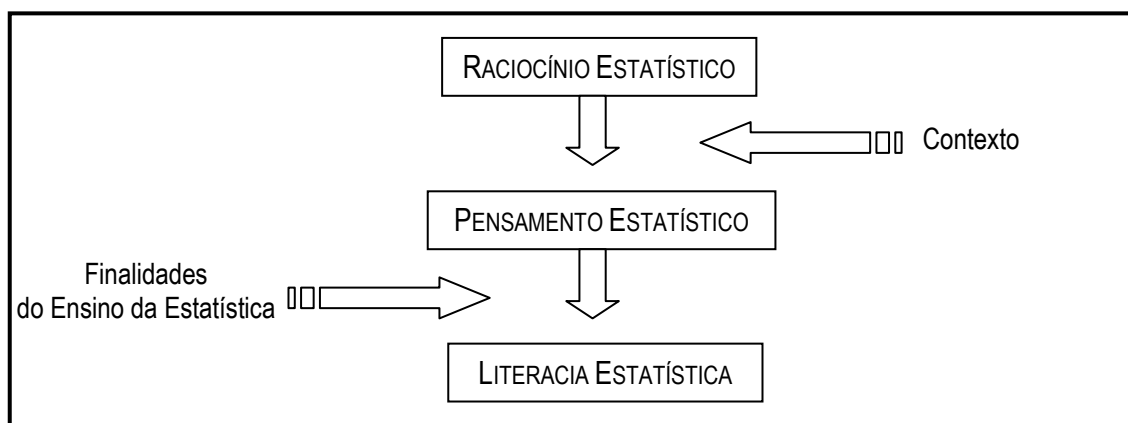 RACIOCÍNIO ESTATÍSTICO
Contexto
PENSAMENTO ESTATÍSTICO
Finalidades
do Ensino da Estatística
LITERACIA ESTATÍSTICA